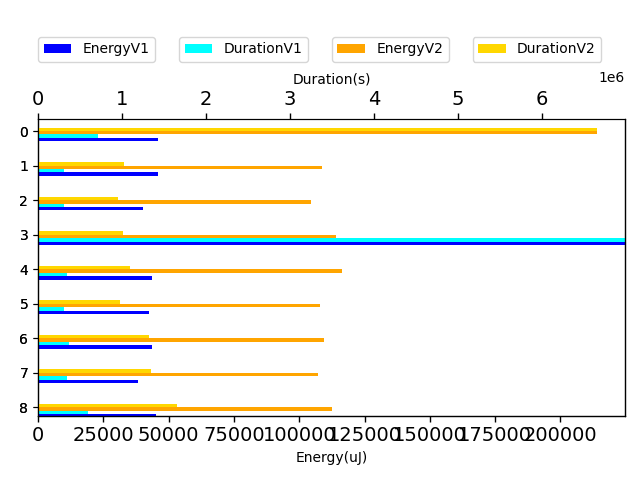 EnergyV1 DurationV1 EnergyV2 DurationV2
Duration(s)
1e6
0 1 2 3 4 5 6
0
1
2
3
4
5
6
7
8
0 25000 50000 75000 100000 125000 150000 175000 200000
Energy(uJ)